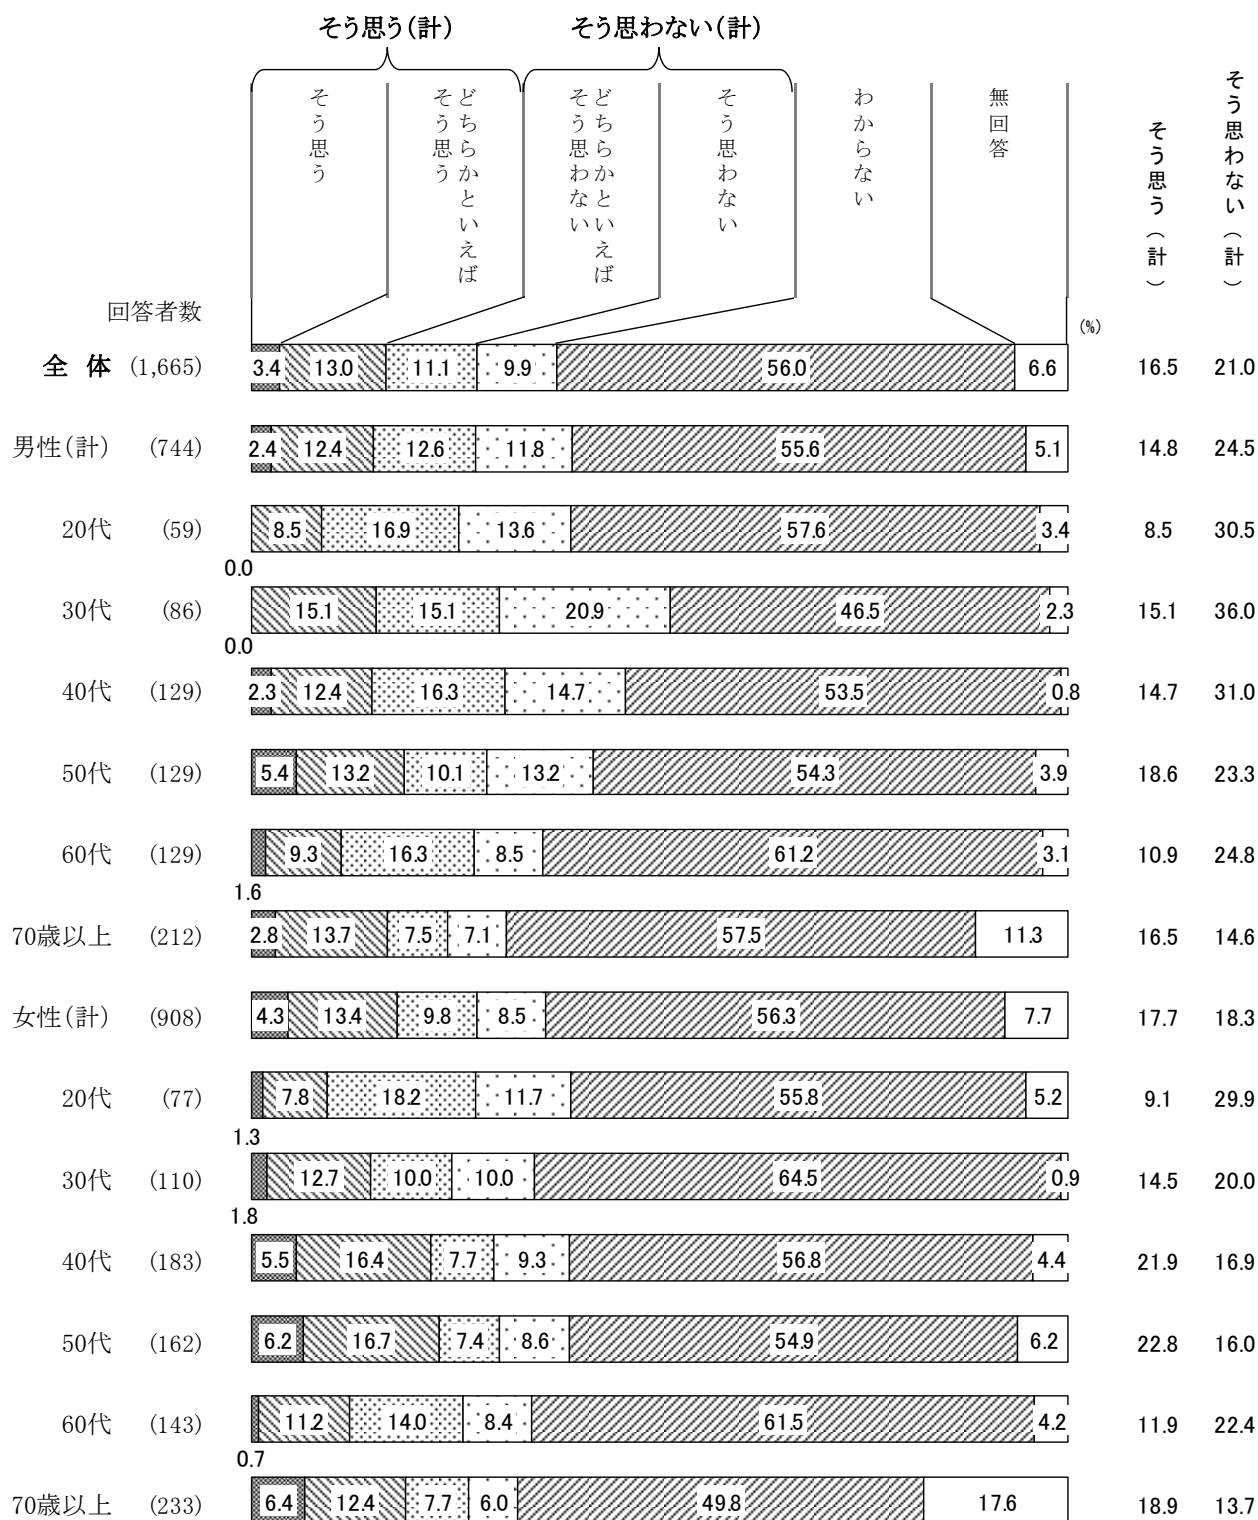 そう思う(計) そう思わない(計)
そう思う
どちらかといえば
そう思う
どちらかといえば
そう思わない
そう思わない
わからない
無回答
そう思う(計)
そう思わない(計)
回答者数
(%)
全 体 (1,665) 3.4 13.0 11.1 9.9 56.0 6.6 16.5 21.0
男性(計) (744) 2.4 12.4 12.6 11.8 55.6 5.1 14.8 24.5
20代 (59) 8.5 16.9 13.6 57.6 3.4 8.5 30.5
0.0
30代 (86) 15.1 15.1 20.9 46.5 2.3 15.1 36.0
0.0
40代 (129) 2.3 12.4 16.3 14.7 53.5 0.8 14.7 31.0
50代 (129) 5.4 13.2 10.1 13.2 54.3 3.9 18.6 23.3
60代 (129) 9.3 16.3 8.5 61.2 3.1 10.9 24.8
1.6
70歳以上 (212) 2.8 13.7 7.5 7.1 57.5 11.3 16.5 14.6
女性(計) (908) 4.3 13.4 9.8 8.5 56.3 7.7 17.7 18.3
20代 (77) 7.8 18.2 11.7 55.8 5.2 9.1 29.9
1.3
30代 (110) 12.7 10.0 10.0 64.5 0.9 14.5 20.0
1.8
40代 (183) 5.5 16.4 7.7 9.3 56.8 4.4 21.9 16.9
50代 (162) 6.2 16.7 7.4 8.6 54.9 6.2 22.8 16.0
60代 (143) 11.2 14.0 8.4 61.5 4.2 11.9 22.4
0.7
70歳以上 (233) 6.4 12.4 7.7 6.0 49.8 17.6 18.9 13.7